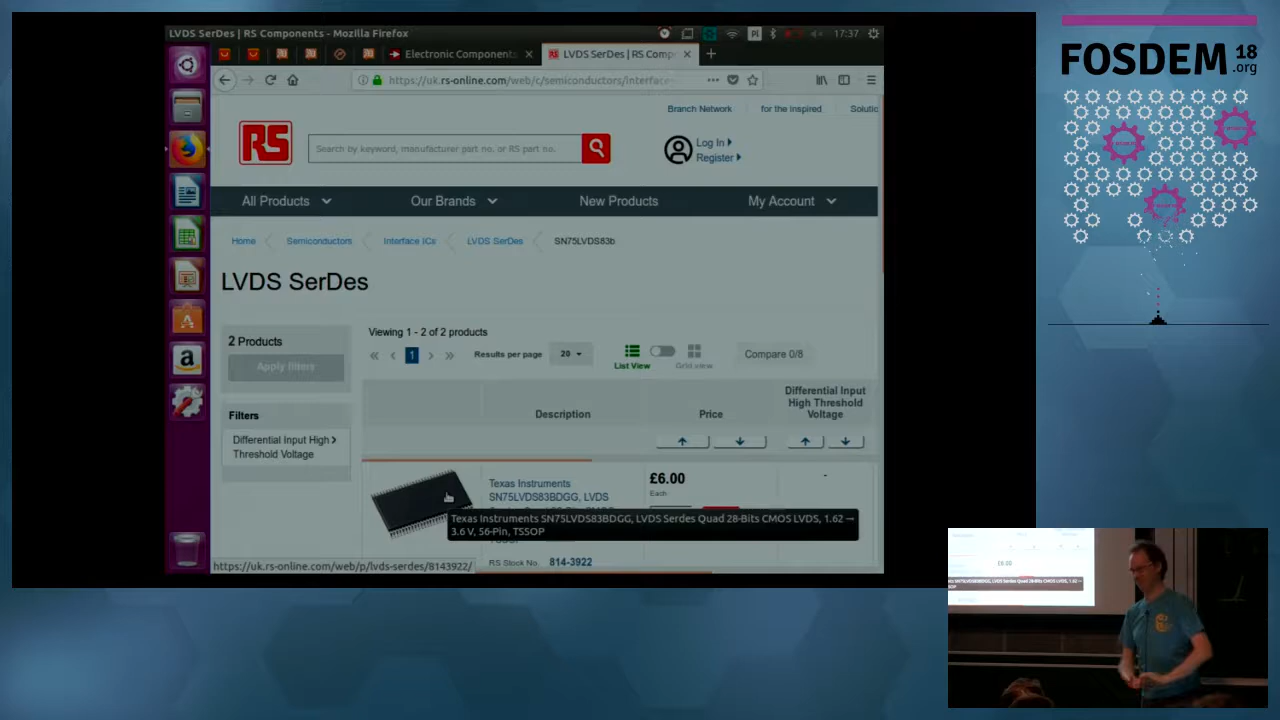 LVDS SerDes | RS Components - Mozilla Firefox
17:37
Electronic Components
LVDS SerDes | RS Comp
https://uk.rs-online.com/web/c/semiconductors/interface
Branch Network
for the Inspired
Solutio
RS
Search by keyword, manufacturer part no. or RS part no.
Log In
Register
All Products
Our Brands
New Products
My Account
Home
Semiconductors
Interface ICs
LVDS SerDes
SN75LVDS83b
LVDS SerDes
2 Products
Apply filters
Filters
Differential Input High
Threshold Voltage
Viewing 1 - 2 of 2 products
1
Results per page
20
List View
Grid view
Compare 0/8
Description
Price
Differential Input
High Threshold
Voltage
Texas Instruments
SN75LVDS83BDGG, LVDS
£6.00
Each
-
Texas Instruments SN75LVDS83BDGG, LVDS Serdes Quad 28-Bits CMOS LVDS, 1.62 →
3.6 V, 56-Pin, TSSOP
TSSOP
RS Stock No. 814-3922
https://uk.rs-online.com/web/p/lvds-serdes/8143922/
FOSDEM 18
.org
£6.00